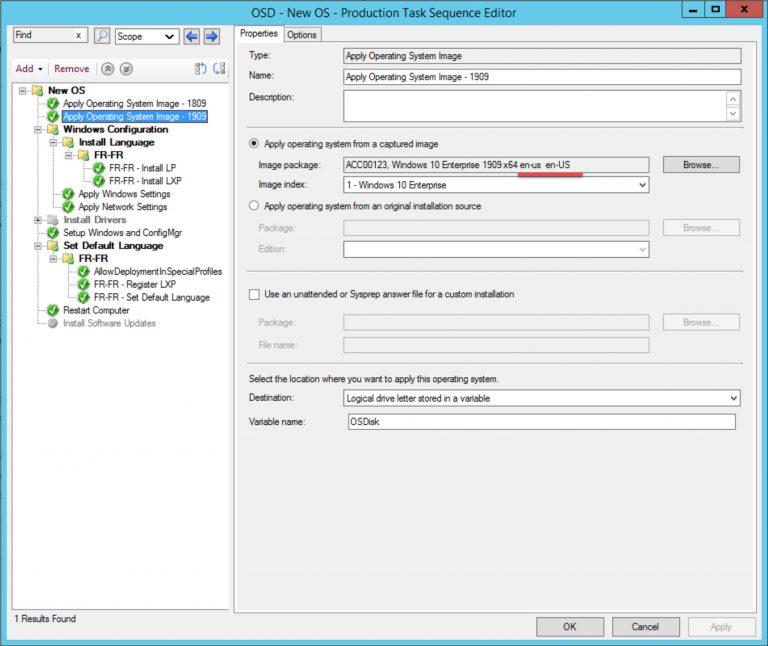 OSD - New OS - Production Task Sequence Editor
Find x Scope
Add Remove
New OS
Apply Operating System Image - 1809
Apply Operating System Image - 1909
Windows Configuration
Install Language
FR-FR
FR-FR - Install LP
FR-FR - Install LXP
Apply Windows Settings
Apply Network Settings
Install Drivers
Setup Windows and ConfigMgr
Set Default Language
FR-FR
AllowDeploymentInSpecialProfiles
FR-FR - Register LXP
FR-FR - Set Default Language
Restart Computer
Install Software Updates
1 Results Found
Properties Options
Type: Apply Operating System Image
Name: Apply Operating System Image - 1909
Description:
Apply operating system from a captured image
Image package: ACC00123, Windows 10 Enterprise 1909 x64 en-us en-US Browse...
Image index: 1 - Windows 10 Enterprise
Apply operating system from an original installation source
Package: Browse...
Edition:
Use an unattended or Sysprep answer file for a custom installation
Package: Browse...
File name:
Select the location where you want to apply this operating system.
Destination: Logical drive letter stored in a variable
Variable name: OSDisk
OK Cancel Apply